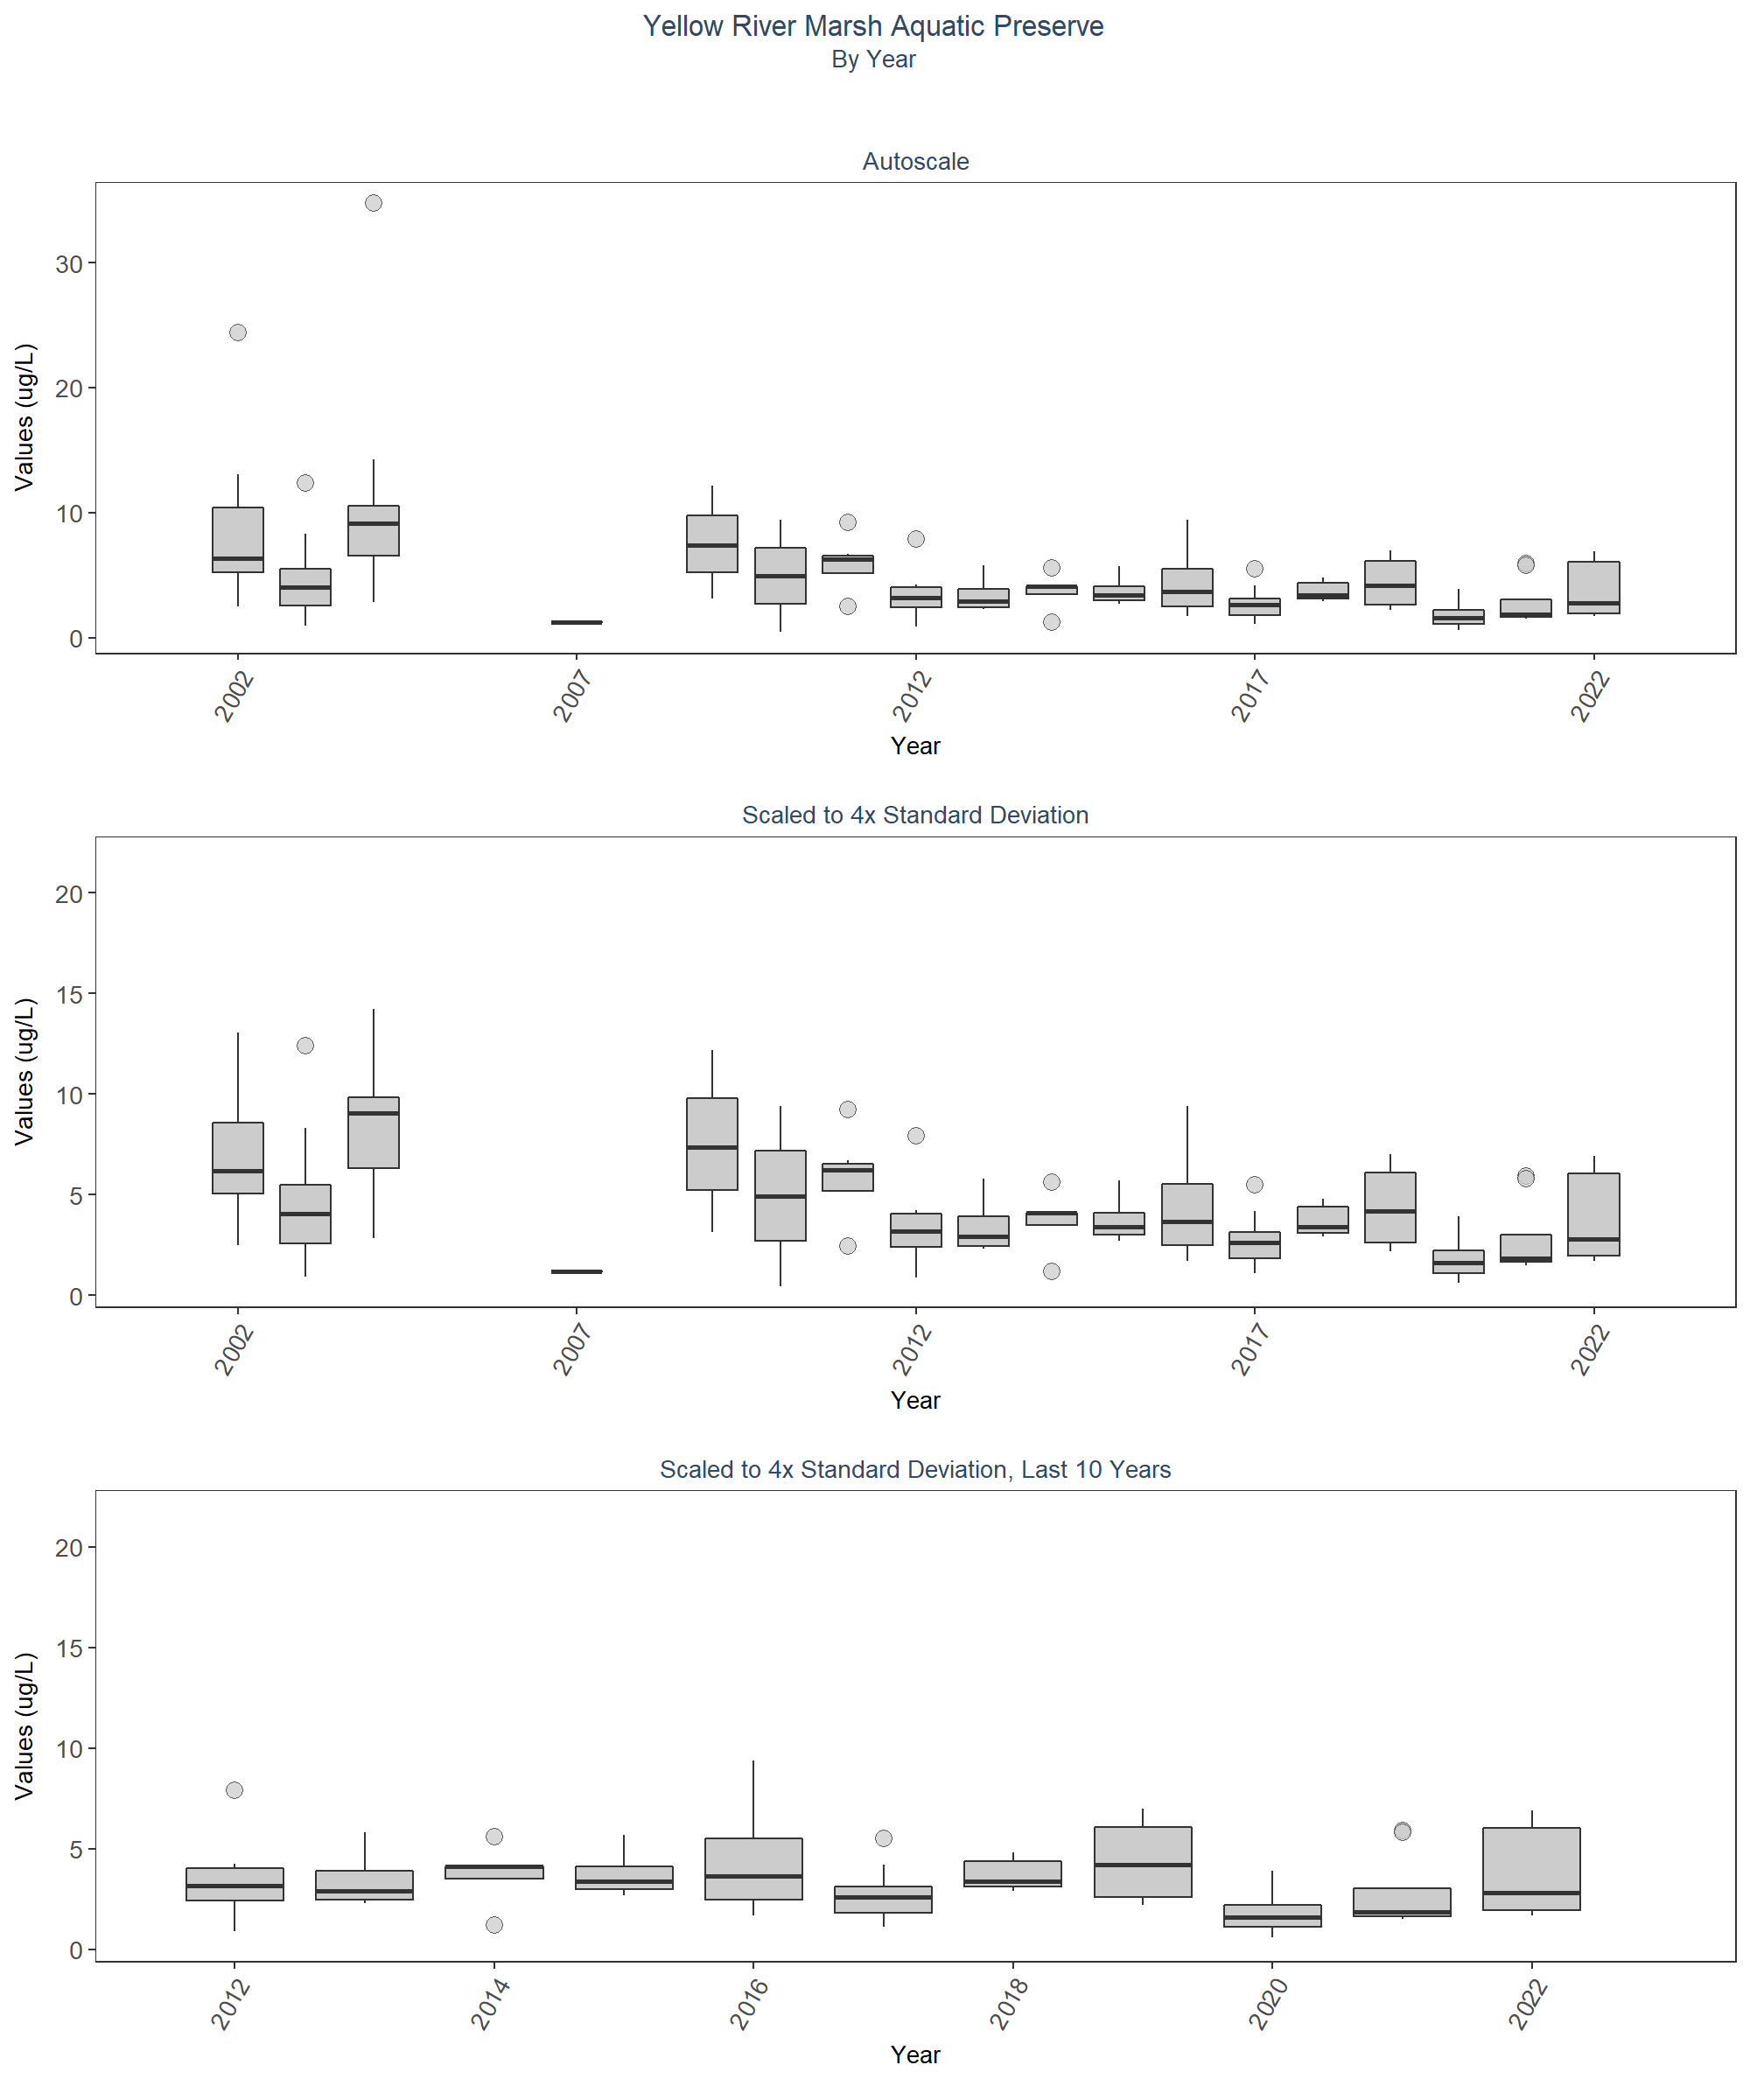 Yellow River Marsh Aquatic Preserve
By Year
Autoscale
Values (ug/L)
30
20
10
0
2002
2007
2012
2017
2022
Year
Scaled to 4x Standard Deviation
Values (ug/L)
20
15
10
5
0
2002
2007
2012
2017
2022
Year
Scaled to 4x Standard Deviation, Last 10 Years
Values (ug/L)
20
15
10
5
0
2012
2014
2016
2018
2020
2022
Year